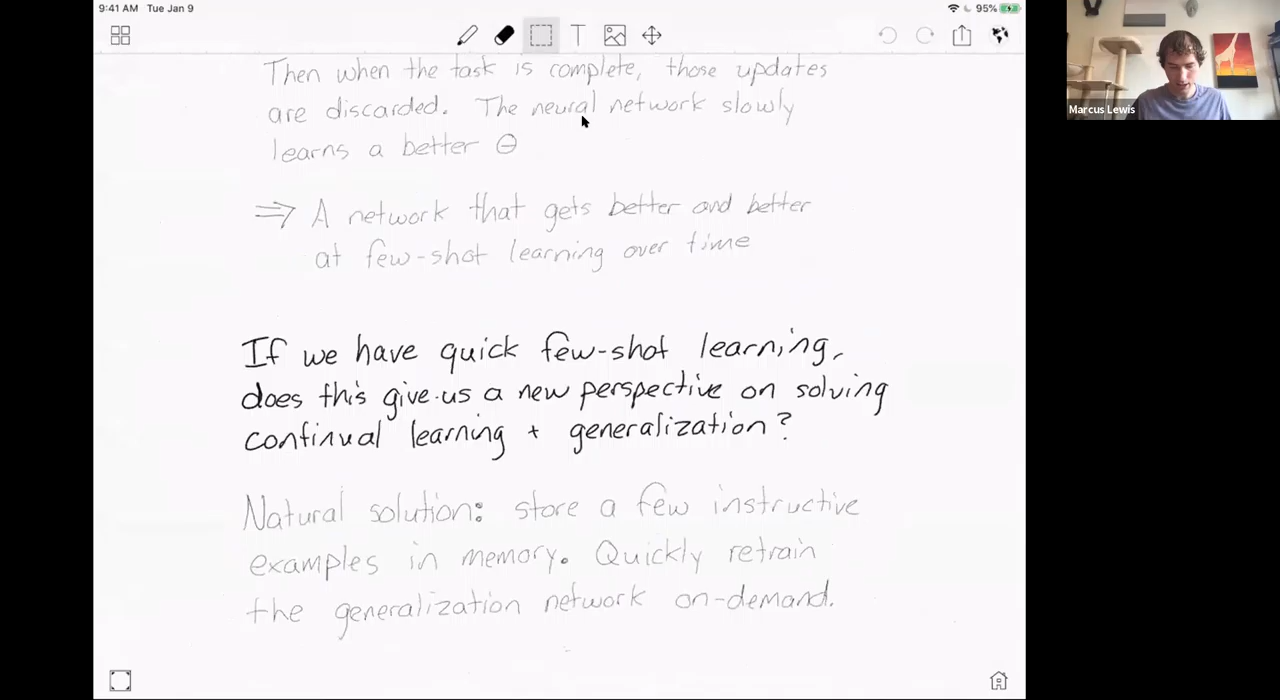 9:41 AM Tue Jan 9
95%
T
Then when the task is complete, those updates
are discarded. The neural network slowly
learns a better Θ
⇒ A network that gets better and better
at few-shot learning over time
If we have quick few-shot learning,
does this give us a new perspective on solving
continual learning + generalization?
Natural solution: store a few instructive
examples in memory. Quickly retrain
the generalization network on-demand.
Marcus Lewis